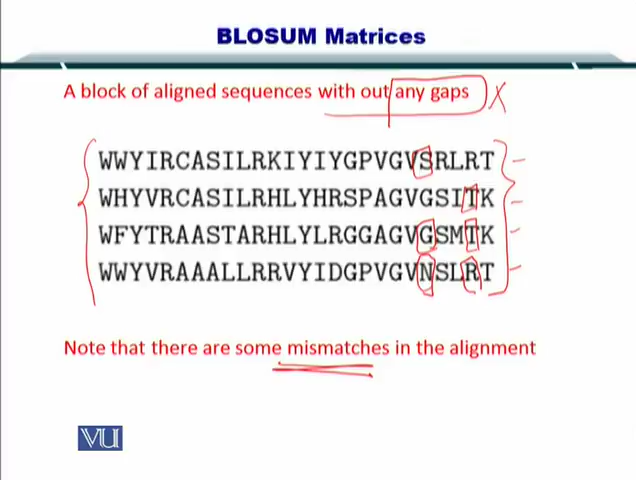 BLOSUM Matrices
A block of aligned sequences with out any gaps X
WWYIRCASILRKIYIYGPVGVSRLRT
WHYVRCASILRHLYHRSPAGVGSITK
WFYTRAASTARHLYLRGGAGVGSMTK
WWYVRAAALLRRVYIDGPVGVNSLRT
Note that there are some mismatches in the alignment
VU